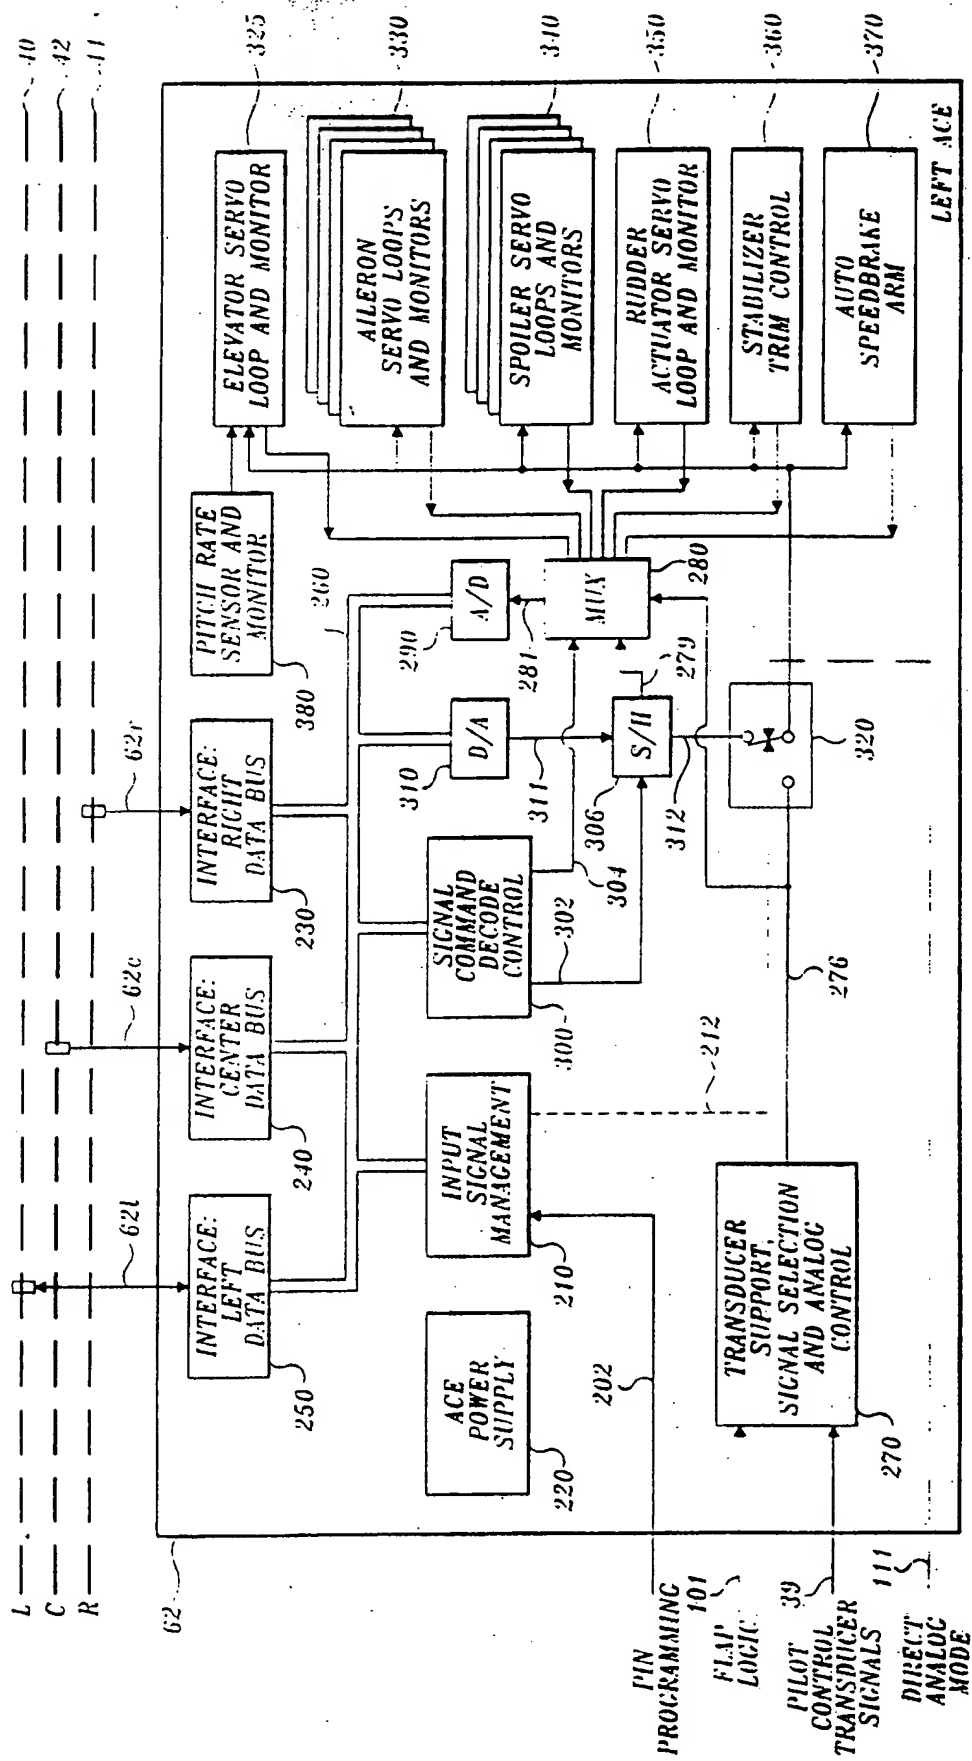 L
C
R
40
42
41
62l
62c
62r
INTERFACE:
LEFT
DATA BUS
250
INTERFACE:
CENTER
DATA BUS
240
INTERFACE:
RIGHT
DATA BUS
230
PITCH RATE
SENSOR AND
MONITOR
380
260
ELEVATOR SERVO
LOOP AND MONITOR
325
AILERON
SERVO LOOPS
AND MONITORS
330
SPOILER SERVO
LOOPS AND
MONITORS
340
RUDDER
ACTUATOR SERVO
LOOP AND MONITOR
350
STABILIZER
TRIM CONTROL
360
AUTO
SPEEDBRAKE
ARM
370
ACE
POWER
SUPPLY
220
INPUT
SIGNAL
MANAGEMENT
210
SIGNAL
COMMAND
DECODE
CONTROL
300
302
304
D/A
310
311
A/D
290
281
MUX
280
S/H
306
279
312
320
212
276
202
TRANSDUCER
SUPPORT,
SIGNAL SELECTION
AND ANALOG
CONTROL
270
62
PIN
PROGRAMMING
101
FLAP
LOGIC
39
PILOT
CONTROL
TRANSDUCER
SIGNALS
111
DIRECT
ANALOG
MODE
LEFT ACE